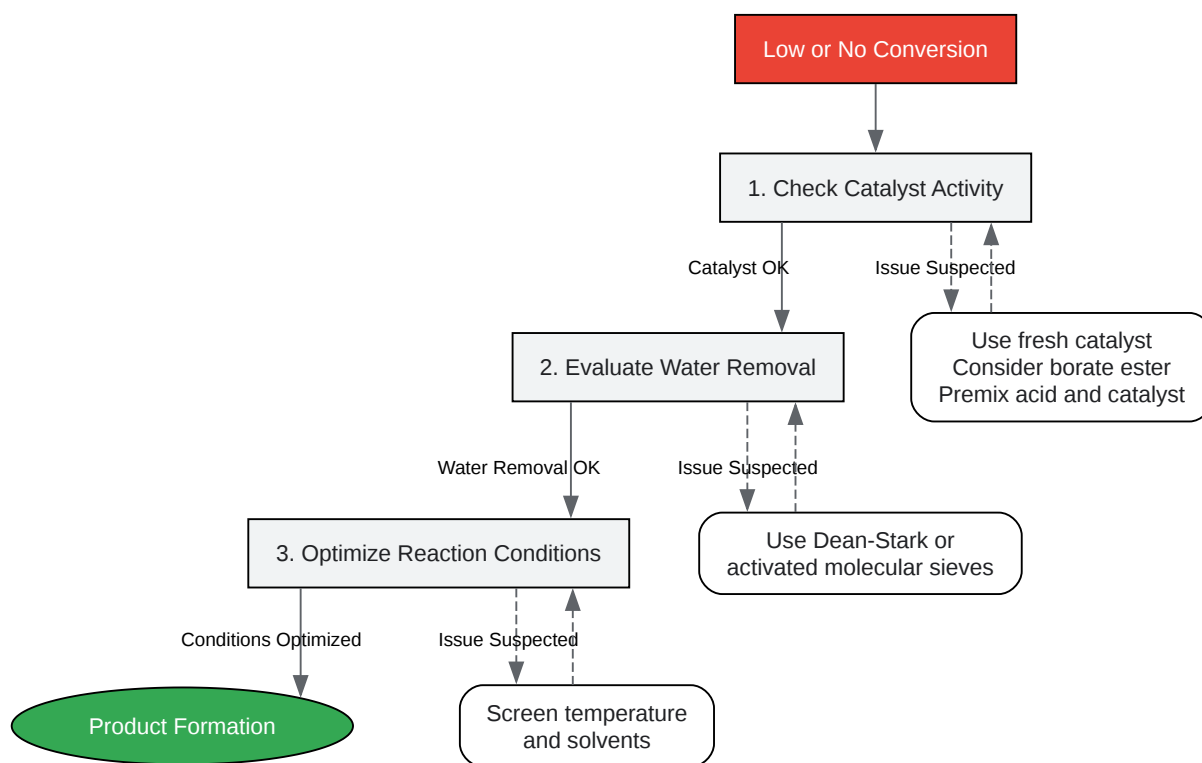 Low or No Conversion
1. Check Catalyst Activity
Catalyst OK
Issue Suspected
Use fresh catalyst
Consider borate ester
Premix acid and catalyst
2. Evaluate Water Removal
Water Removal OK
Issue Suspected
Use Dean-Stark or
activated molecular sieves
3. Optimize Reaction Conditions
Conditions Optimized
Issue Suspected
Screen temperature
and solvents
Product Formation